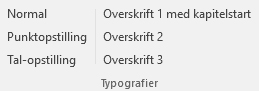 Normal Overskrift 1 med kapitelstart
Punktopstilling Overskrift 2
Tal-opstilling Overskrift 3
Typografier